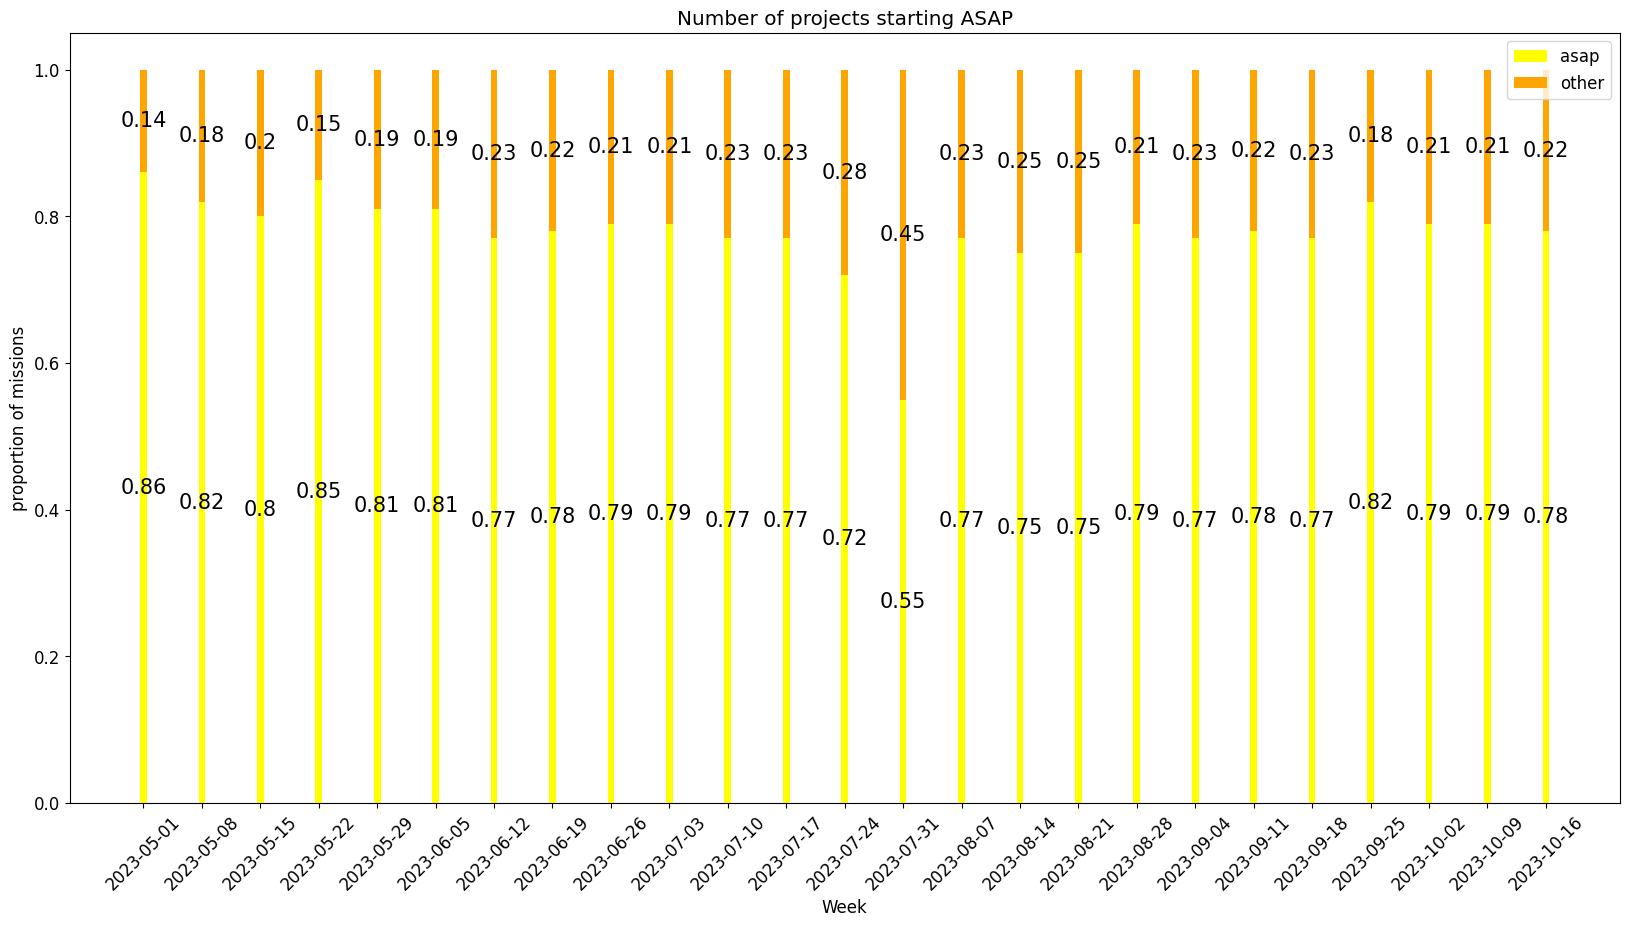 Number of projects starting ASAP
asap
other
proportion of missions
1.0
0.8
0.6
0.4
0.2
0.0
0.14 0.18 0.2 0.15 0.19 0.19 0.23 0.22 0.21 0.21 0.23 0.23 0.28 0.45 0.23 0.25 0.25 0.21 0.23 0.22 0.23 0.18 0.21 0.21 0.22
0.86 0.82 0.8 0.85 0.81 0.81 0.77 0.78 0.79 0.79 0.77 0.77 0.72 0.55 0.77 0.75 0.75 0.79 0.77 0.78 0.77 0.82 0.79 0.79 0.78
2023-05-01 2023-05-08 2023-05-15 2023-05-22 2023-05-29 2023-06-05 2023-06-12 2023-06-19 2023-06-26 2023-07-03 2023-07-10 2023-07-17 2023-07-24 2023-07-31 2023-08-07 2023-08-14 2023-08-21 2023-08-28 2023-09-04 2023-09-11 2023-09-18 2023-09-25 2023-10-02 2023-10-09 2023-10-16
Week